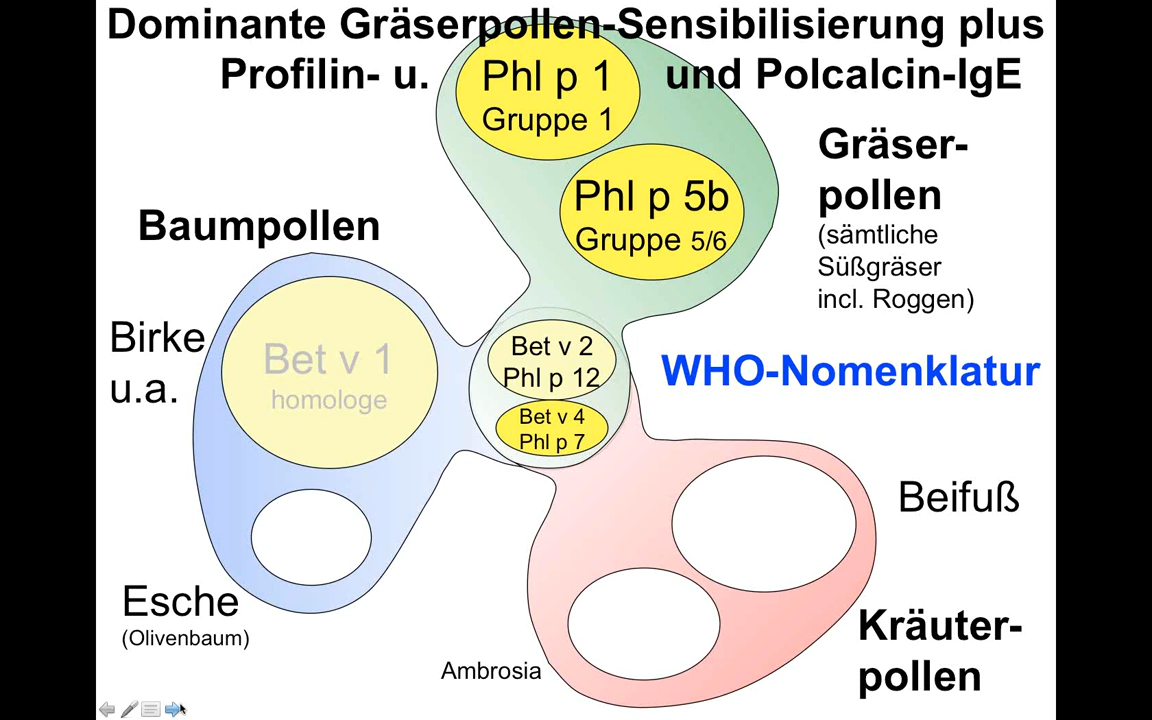 Dominante Gräserpollen-Sensibilisierung plus
Profilin- u. und Polcalcin-IgE
Phl p 1
Gruppe 1
Phl p 5b
Gruppe 5/6
Gräser-
pollen
(sämtliche
Süßgräser
incl. Roggen)
Baumpollen
Birke
u.a.
Bet v 1
homologe
Bet v 2
Phl p 12
Bet v 4
Phl p 7
WHO-Nomenklatur
Beifuß
Esche
(Olivenbaum)
Ambrosia
Kräuter-
pollen